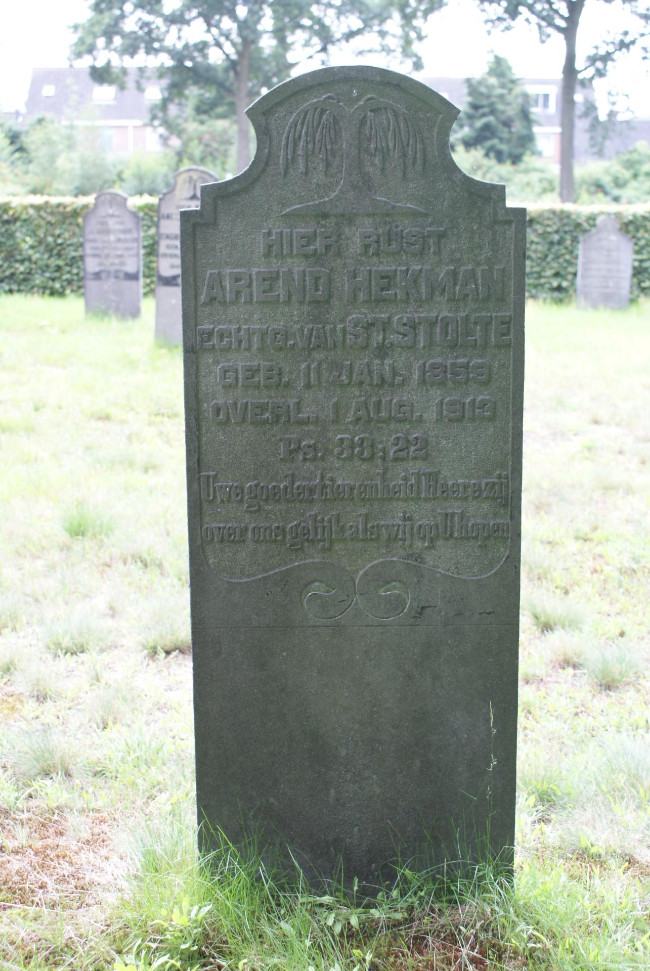 HIER RUST
AREND HEKMAN
ECHTG. VAN ST. STOLTE
GEB. 11 JAN. 1859
OVERL. 1 AUG. 1913
Ps. 33:22
Uwe goedertierenheid Heere zij
over ons gelijk als wij op U hopen